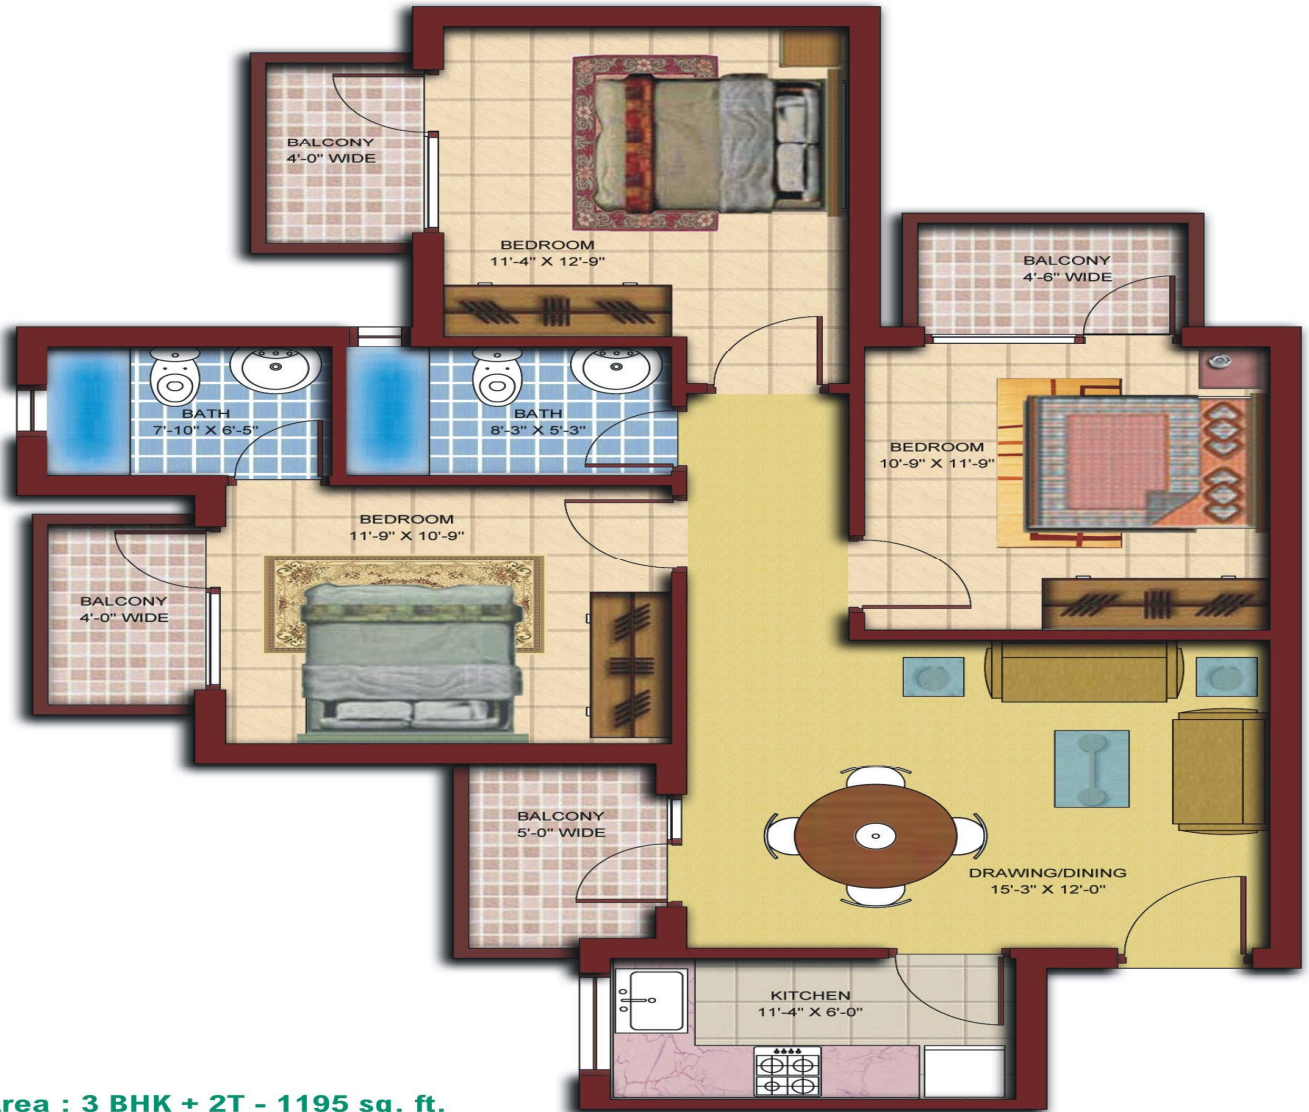 BALCONY
4'-0" WIDE
BEDROOM
11'-4" X 12'-9"
BALCONY
4'-6" WIDE
BATH
7'-10" X 6'-5"
BATH
8'-3" X 5'-3"
BEDROOM
10'-9" X 11'-9"
BEDROOM
11'-9" X 10'-9"
BALCONY
4'-0" WIDE
BALCONY
5'-0" WIDE
DRAWING/DINING
15'-3" X 12'-0"
KITCHEN
11'-4" X 6'-0"
Area : 3 BHK + 2T - 1195 sq. ft.